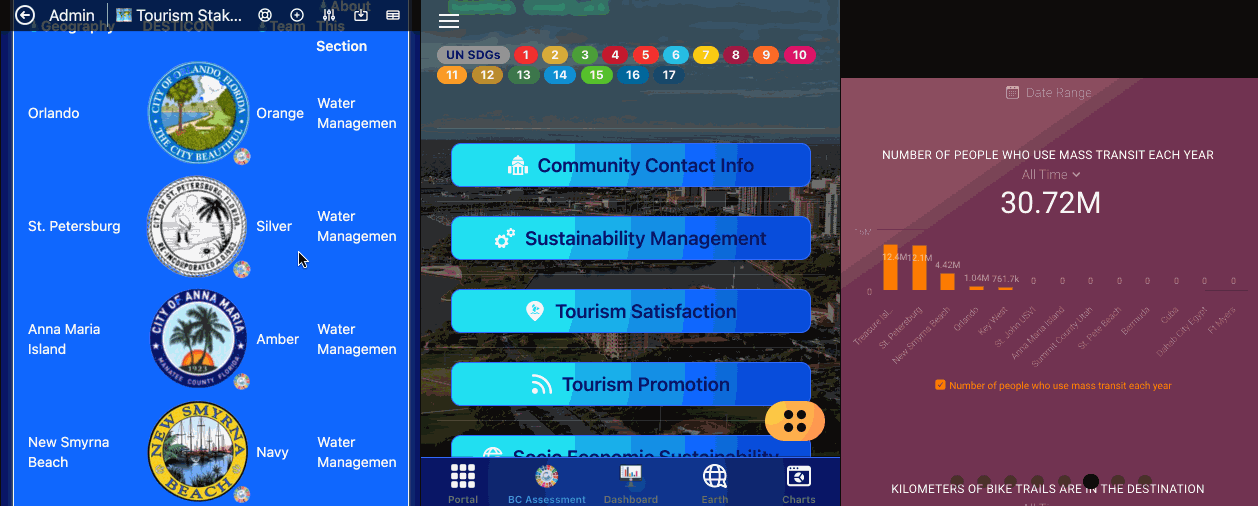 Admin
Tourism Stak...
About
Geography
DESTICON
Team
This
Section
Orlando
CITY OF ORLANDO, FLORIDA
THE CITY BEAUTIFUL
Orange
Water
Managemen
St. Petersburg
CITY OF ST. PETERSBURG, FLORIDA
Silver
Water
Managemen
Anna Maria
Island
CITY OF ANNA MARIA
1923
MANATEE COUNTY FLORIDA
Amber
Water
Managemen
New Smyrna
Beach
NEW SMYRNA
BEACH
Navy
Water
Managemen
UN SDGs 1 2 3 4 5 6 7 8 9 10
11 12 13 14 15 16 17
Community Contact Info
Sustainability Management
Tourism Satisfaction
Tourism Promotion
Socio Economic Sustainability
Portal
BC Assessment
Dashboard
Earth
Charts
Date Range
NUMBER OF PEOPLE WHO USE MASS TRANSIT EACH YEAR
All Time
30.72M
12.4M 12.1M 4.42M 1.04M 761.7k 0 0 0 0 0 0 0 0
0
Treasure Isl...
St. Petersburg
New Smyrna Beach
Orlando
Key West
St. John USVI
Anna Maria Island
Summit County Utah
St. Pete Beach
Bermuda
Cuba
Dahab City Egypt
Ft Myers
Number of people who use mass transit each year
KILOMETERS OF BIKE TRAILS ARE IN THE DESTINATION